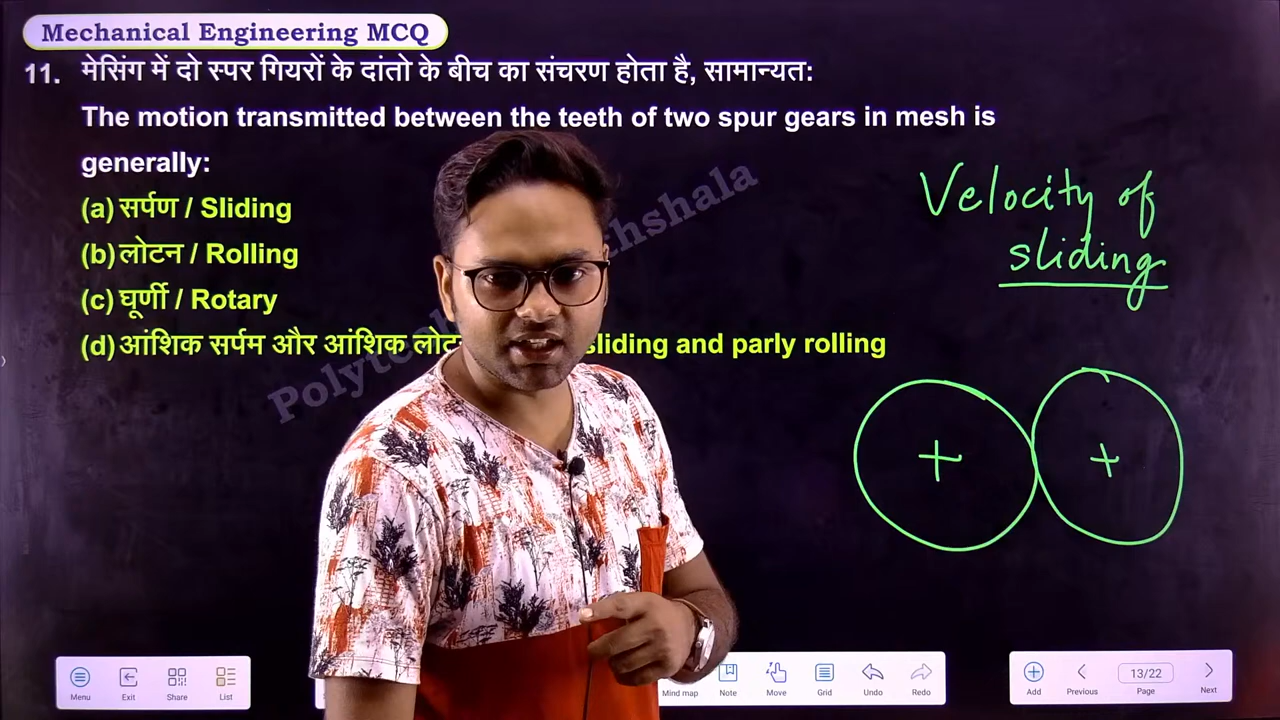 Mechanical Engineering MCQ
11. मेसिंग में दो स्पर गियरों के दांतो के बीच का संचरण होता है, सामान्यत:
The motion transmitted between the teeth of two spur gears in mesh is
generally:
(a) सर्पण / Sliding
(b) लोटन / Rolling
(c) घूर्णी / Rotary
(d) आंशिक सर्पम और आंशिक sliding and parly rolling
Velocity of
sliding
Menu
Exit
Share
List
Mind map
Note
Move
Grid
Undo
Redo
Add
Previous
13/22
Page
Next